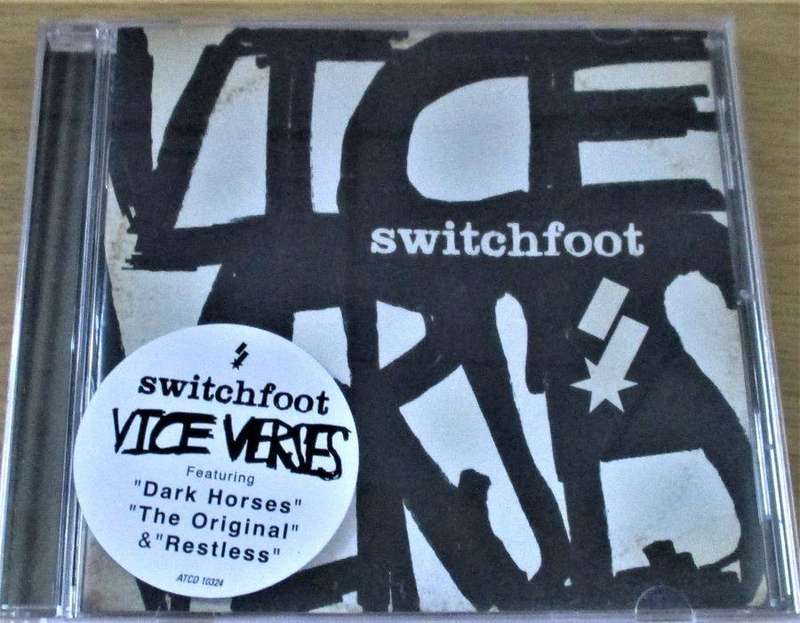 VICE
switchfoot
VERSES
switchfoot
VICE VERSES
Featuring
"Dark Horses"
"The Original"
& "Restless"
ATCD 10324